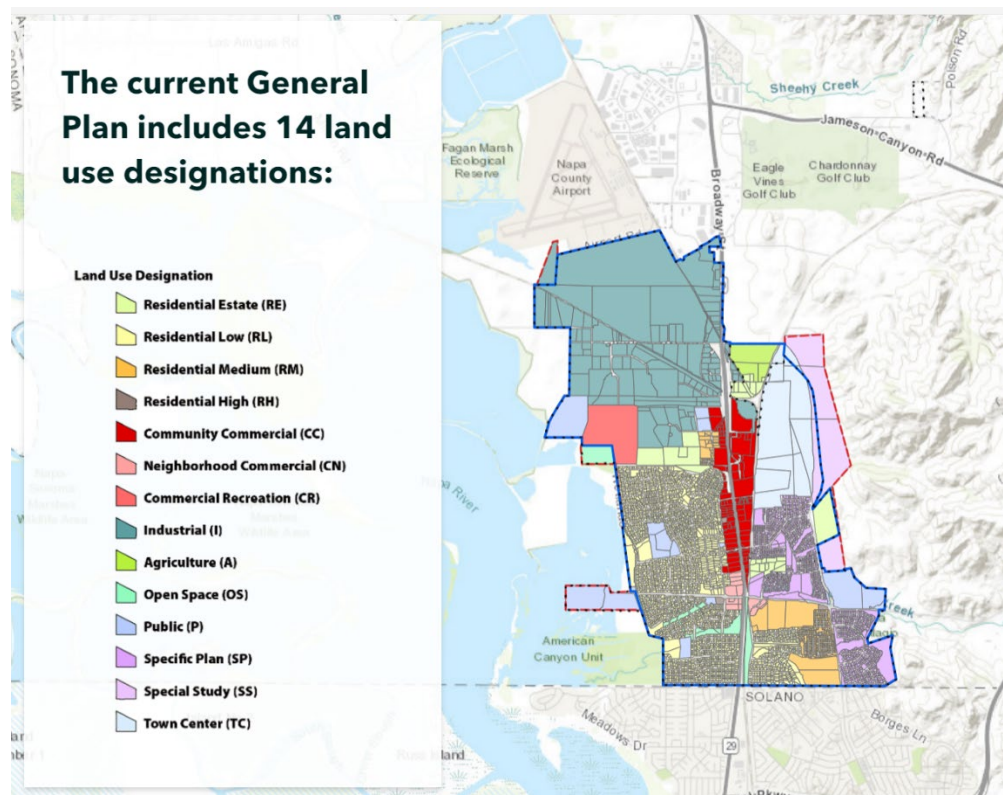 The current General
Plan includes 14 land
use designations:
Land Use Designation
Residential Estate (RE)
Residential Low (RL)
Residential Medium (RM)
Residential High (RH)
Community Commercial (CC)
Neighborhood Commercial (CN)
Commercial Recreation (CR)
Industrial (I)
Agriculture (A)
Open Space (OS)
Public (P)
Specific Plan (SP)
Special Study (SS)
Town Center (TC)
SONOMA
Sheehy Creek
Jameson Canyon Rd
Fagan Marsh
Ecological
Reserve
Napa
County
Airport
Broadway
Eagle
Vines
Golf Club
Chardonnay
Golf Club
Napa River
Creek
American
Canyon Unit
SOLANO
Meadows Dr
Borges Ln
29
Island